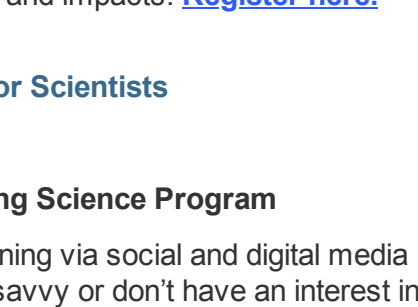 and impacts. Register here.
or Scientists
ng Science Program
ning via social and digital media
savvy or don’t have an interest in